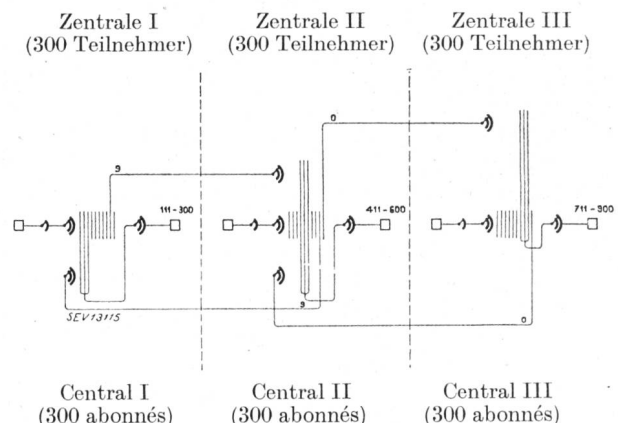 Zentrale I
(300 Teilnehmer)
Zentrale II
(300 Teilnehmer)
Zentrale III
(300 Teilnehmer)
0
9
111-300
411-600
711-900
SEV13115
9
0
Central I
(300 abonnés)
Central II
(300 abonnés)
Central III
(300 abonnés)